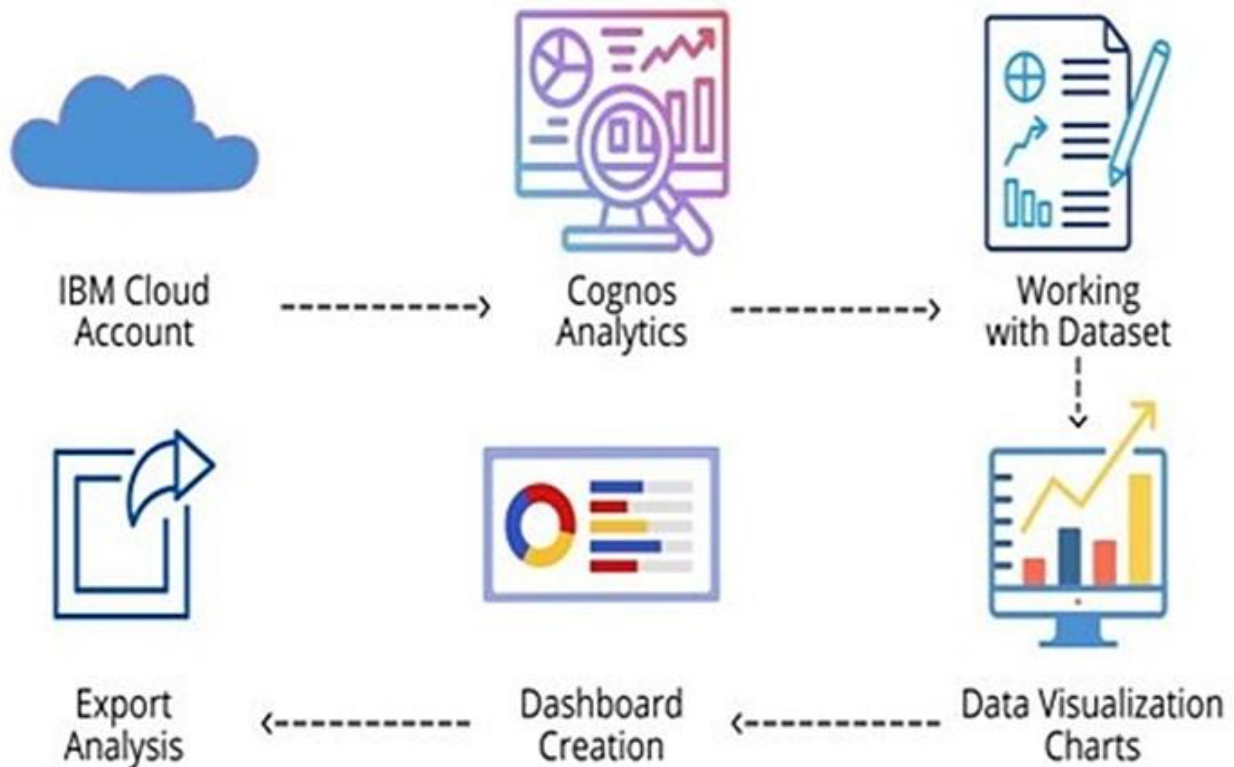 IBM Cloud
Account
Cognos
Analytics
Working
with Dataset
Data Visualization
Charts
Dashboard
Creation
Export
Analysis